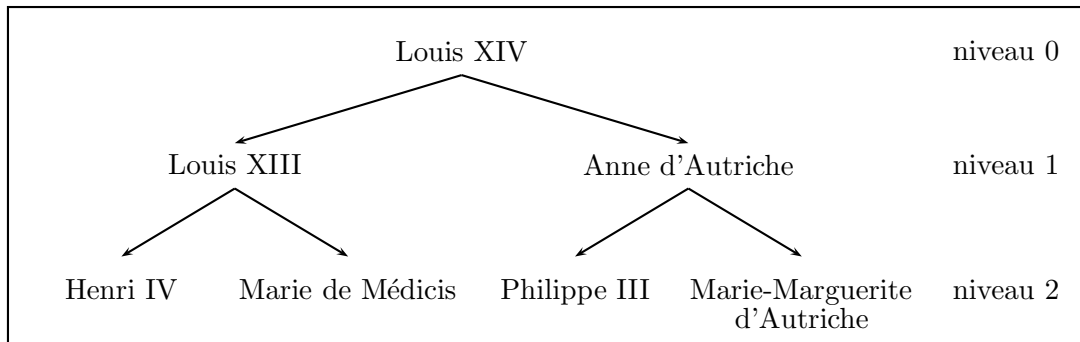 Louis XIV niveau 0
Louis XIII Anne d'Autriche niveau 1
Henri IV Marie de Médicis Philippe III Marie-Marguerite niveau 2
d'Autriche